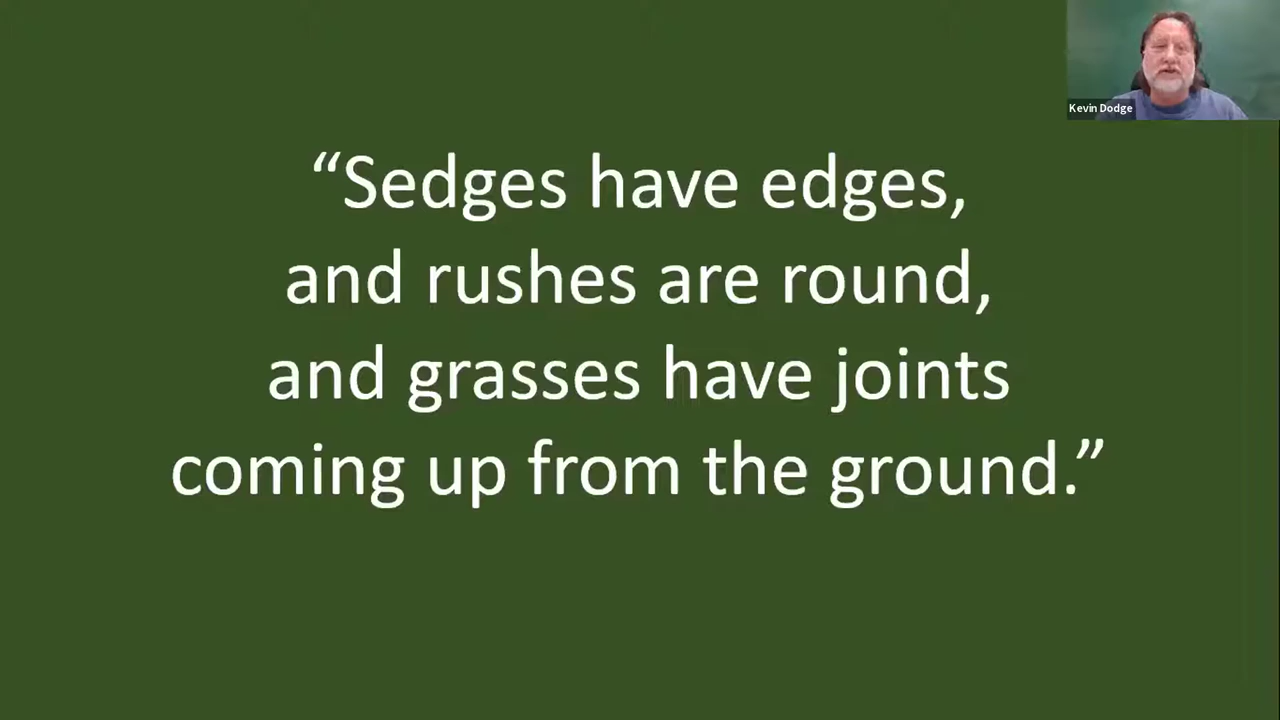 Kevin Dodge
“Sedges have edges,
and rushes are round,
and grasses have joints
coming up from the ground.”